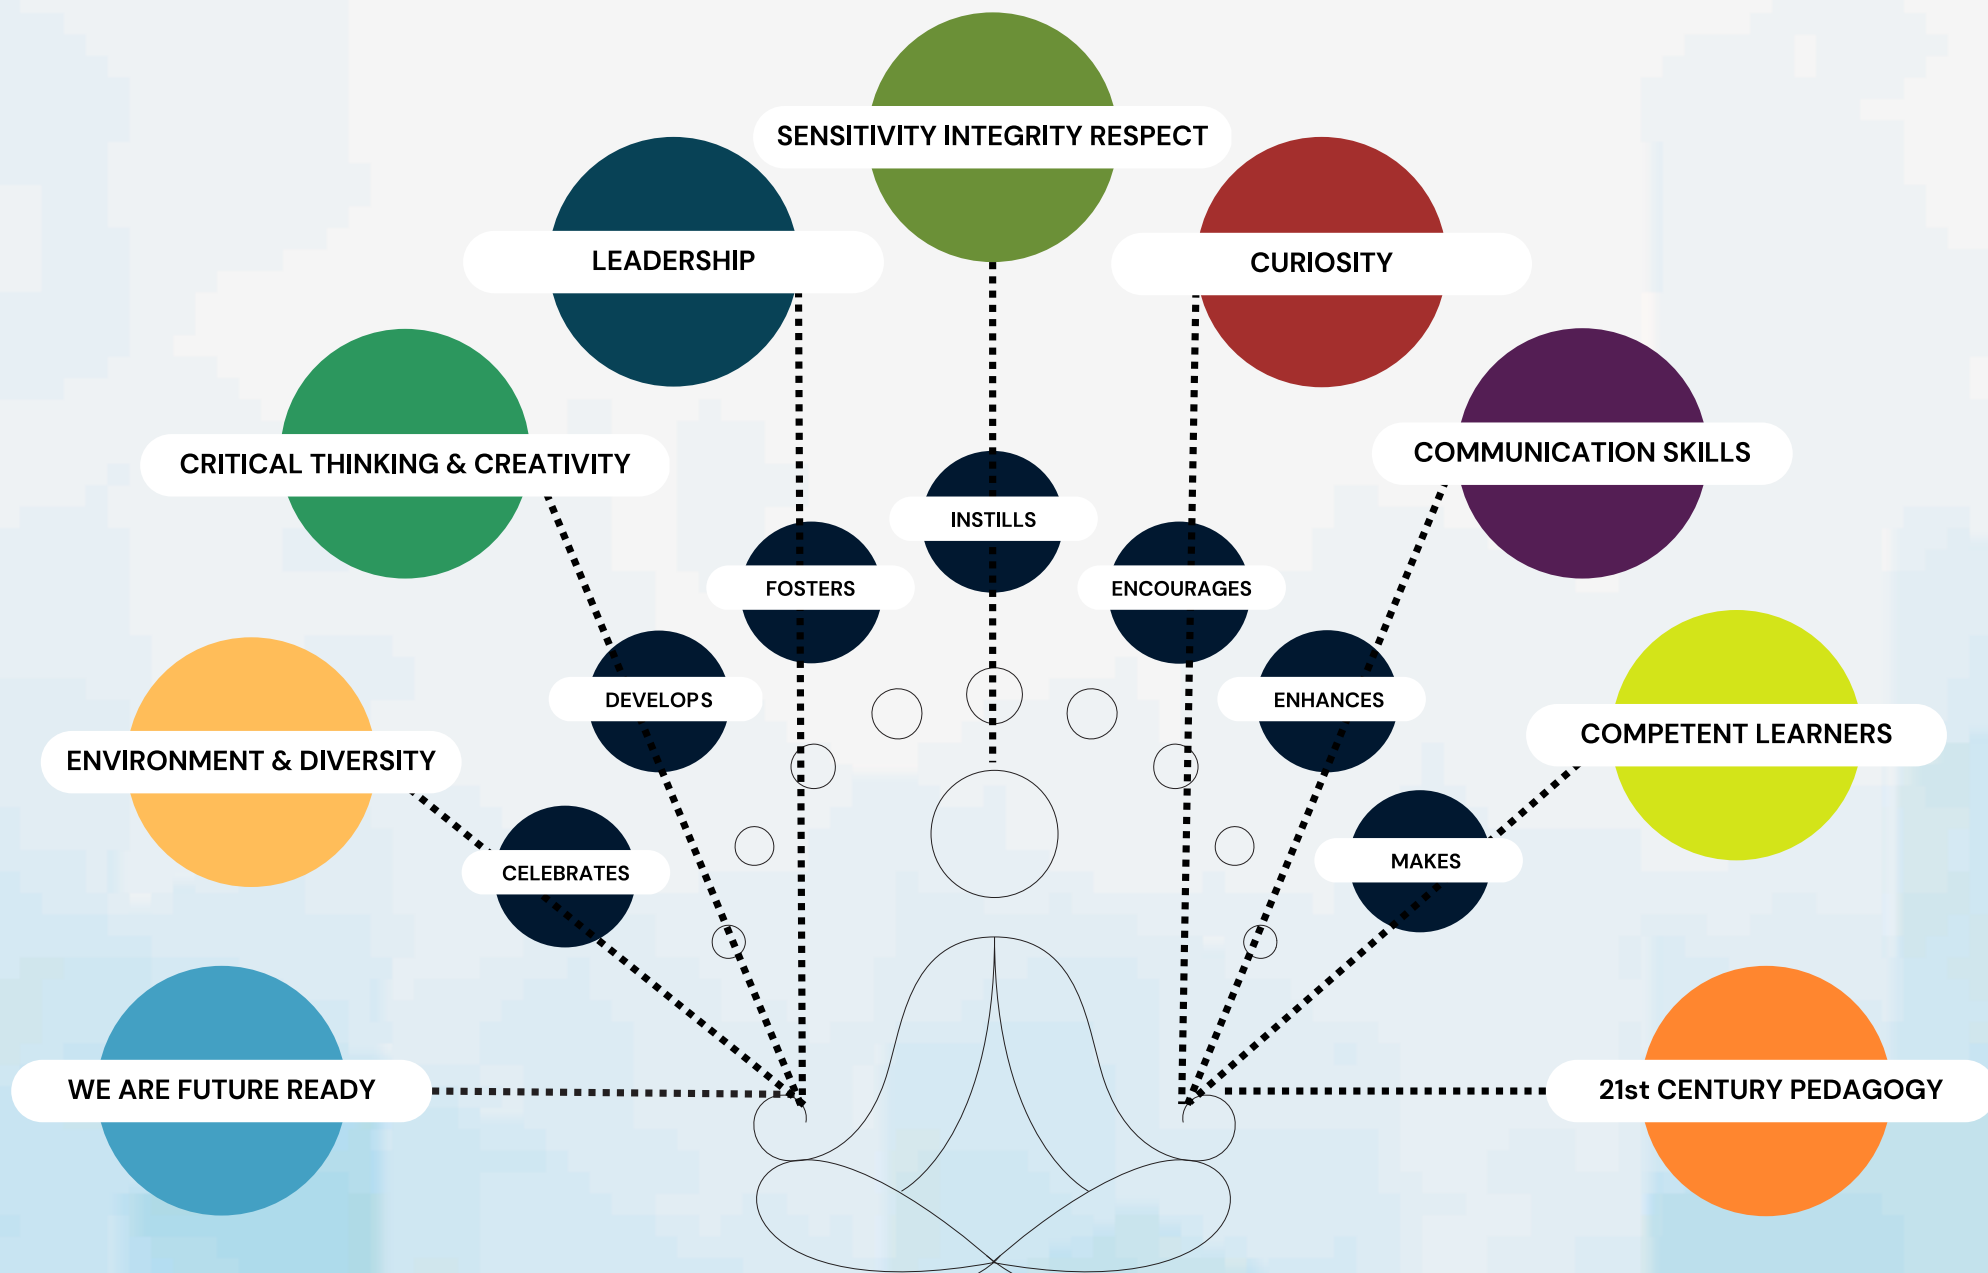 SENSITIVITY INTEGRITY RESPECT
LEADERSHIP
CURIOSITY
CRITICAL THINKING & CREATIVITY
COMMUNICATION SKILLS
INSTILLS
FOSTERS
ENCOURAGES
DEVELOPS
ENHANCES
ENVIRONMENT & DIVERSITY
COMPETENT LEARNERS
CELEBRATES
MAKES
WE ARE FUTURE READY
21st CENTURY PEDAGOGY